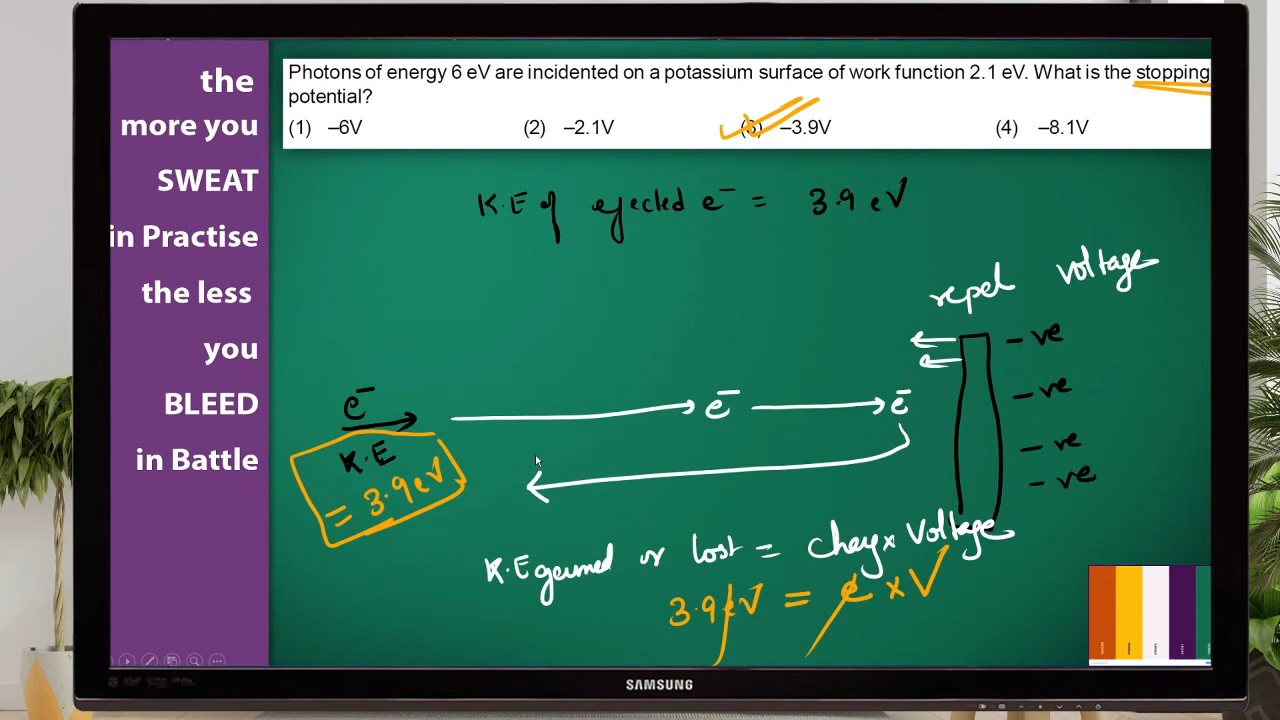 the
more you
SWEAT
in Practise
the less
you
BLEED
in Battle
Photons of energy 6 eV are incidented on a potassium surface of work function 2.1 eV. What is the stopping
potential?
(1) –6V (2) –2.1V (3) –3.9V (4) –8.1V
K.E of ejected e⁻ = 3.9 eV
repel voltage
- ve
- ve
- ve
- ve
e⁻ e⁻ e⁻
K.E
= 3.9 eV
K.E gained or lost = charge x Voltage
3.9 eV = e x V
SAMSUNG